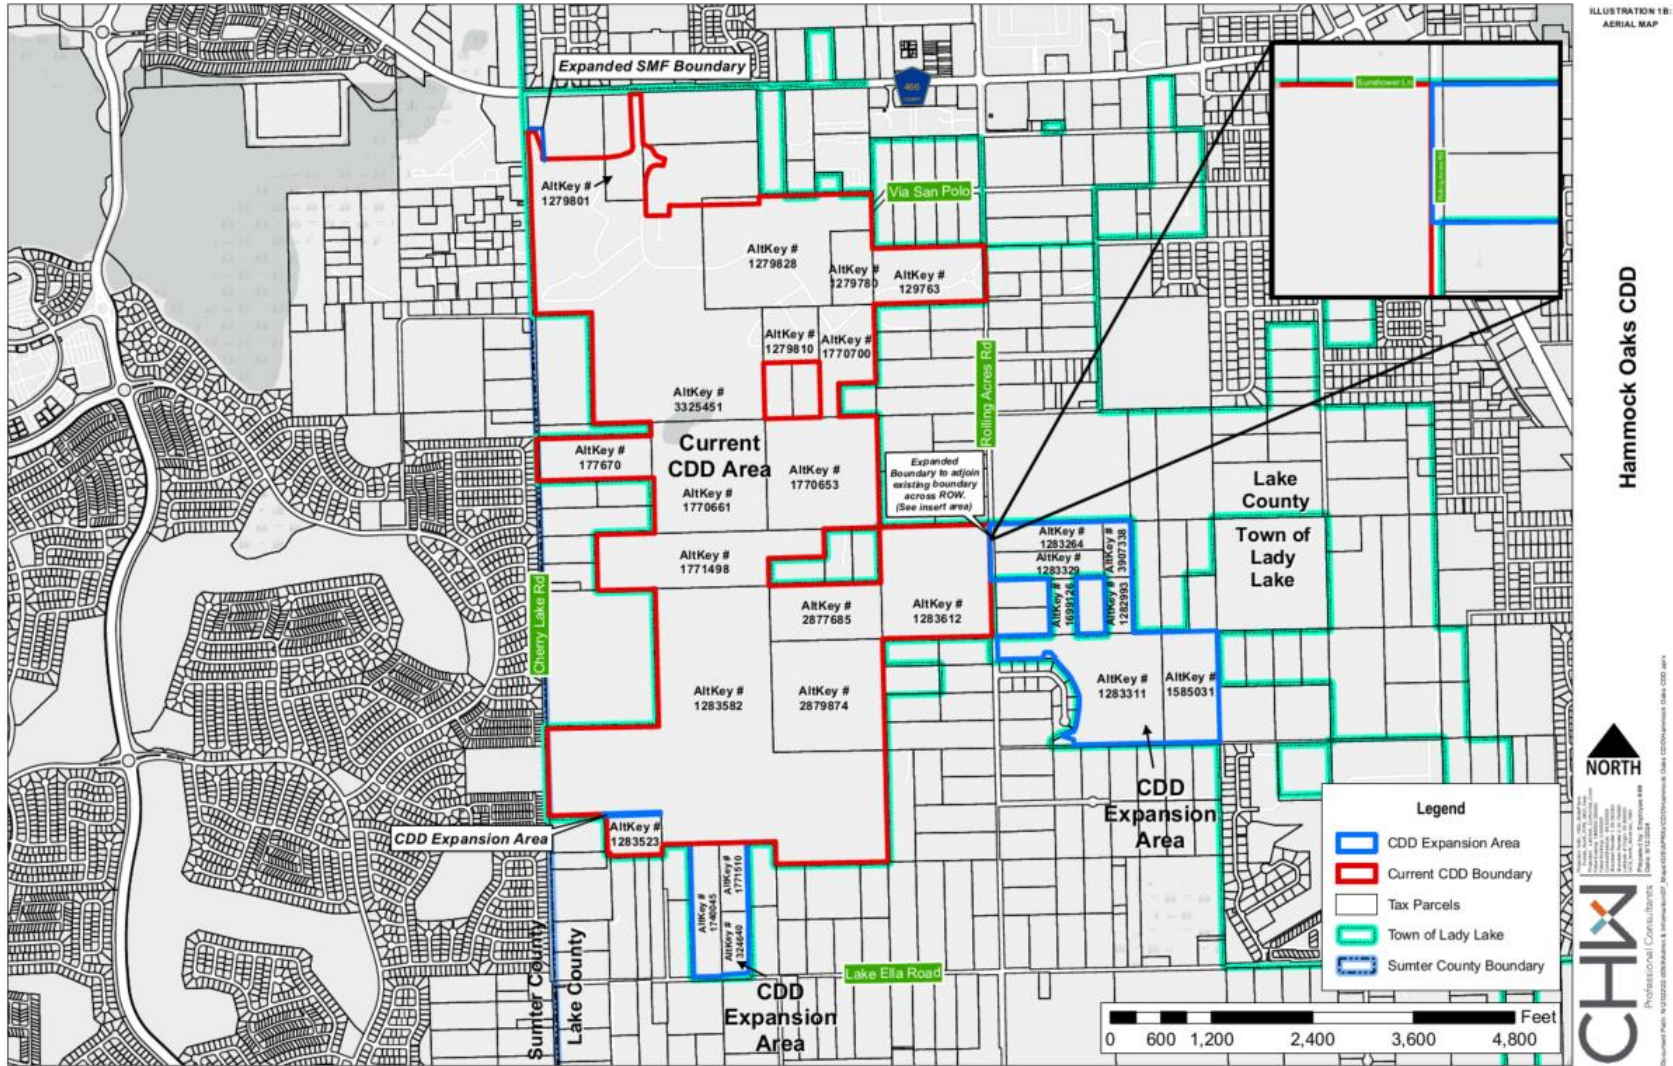 ILLUSTRATION 1B:
AERIAL MAP
Expanded SMF Boundary
466
Sunshower Ln
Rolling Acres Rd
AltKey #
1279801
Via San Polo
AltKey #
1279828
AltKey #
1279780
AltKey #
129763
Hammock Oaks CDD
AltKey #
1279810
AltKey #
1770700
Rolling Acres Rd
AltKey #
3325451
Current
CDD Area
AltKey #
177670
AltKey #
1770653
Expanded
Boundary to adjoin
existing boundary
across ROW.
(See insert area)
Lake
County
AltKey #
1770661
Town of
Lady
Lake
AltKey #
1283264
AltKey #
3907338
AltKey #
1771498
AltKey #
1283329
Cherry Lake Rd
AltKey #
2877685
AltKey #
1283612
AltKey #
1699126
AltKey #
1282993
AltKey #
1283582
AltKey #
2879874
AltKey #
1283311
AltKey #
1585031
NORTH
CDD
Expansion
Area
CDD Expansion Area
AltKey #
1283523
Legend
CDD Expansion Area
Current CDD Boundary
Tax Parcels
Town of Lady Lake
Sumter County Boundary
AltKey #
1740045
AltKey #
1771510
AltKey #
324640
Sumter County
Lake County
Lake Ella Road
CDD
Expansion
Area
Feet
0 600 1,200 2,400 3,600 4,800
CHW
Professional Consultants